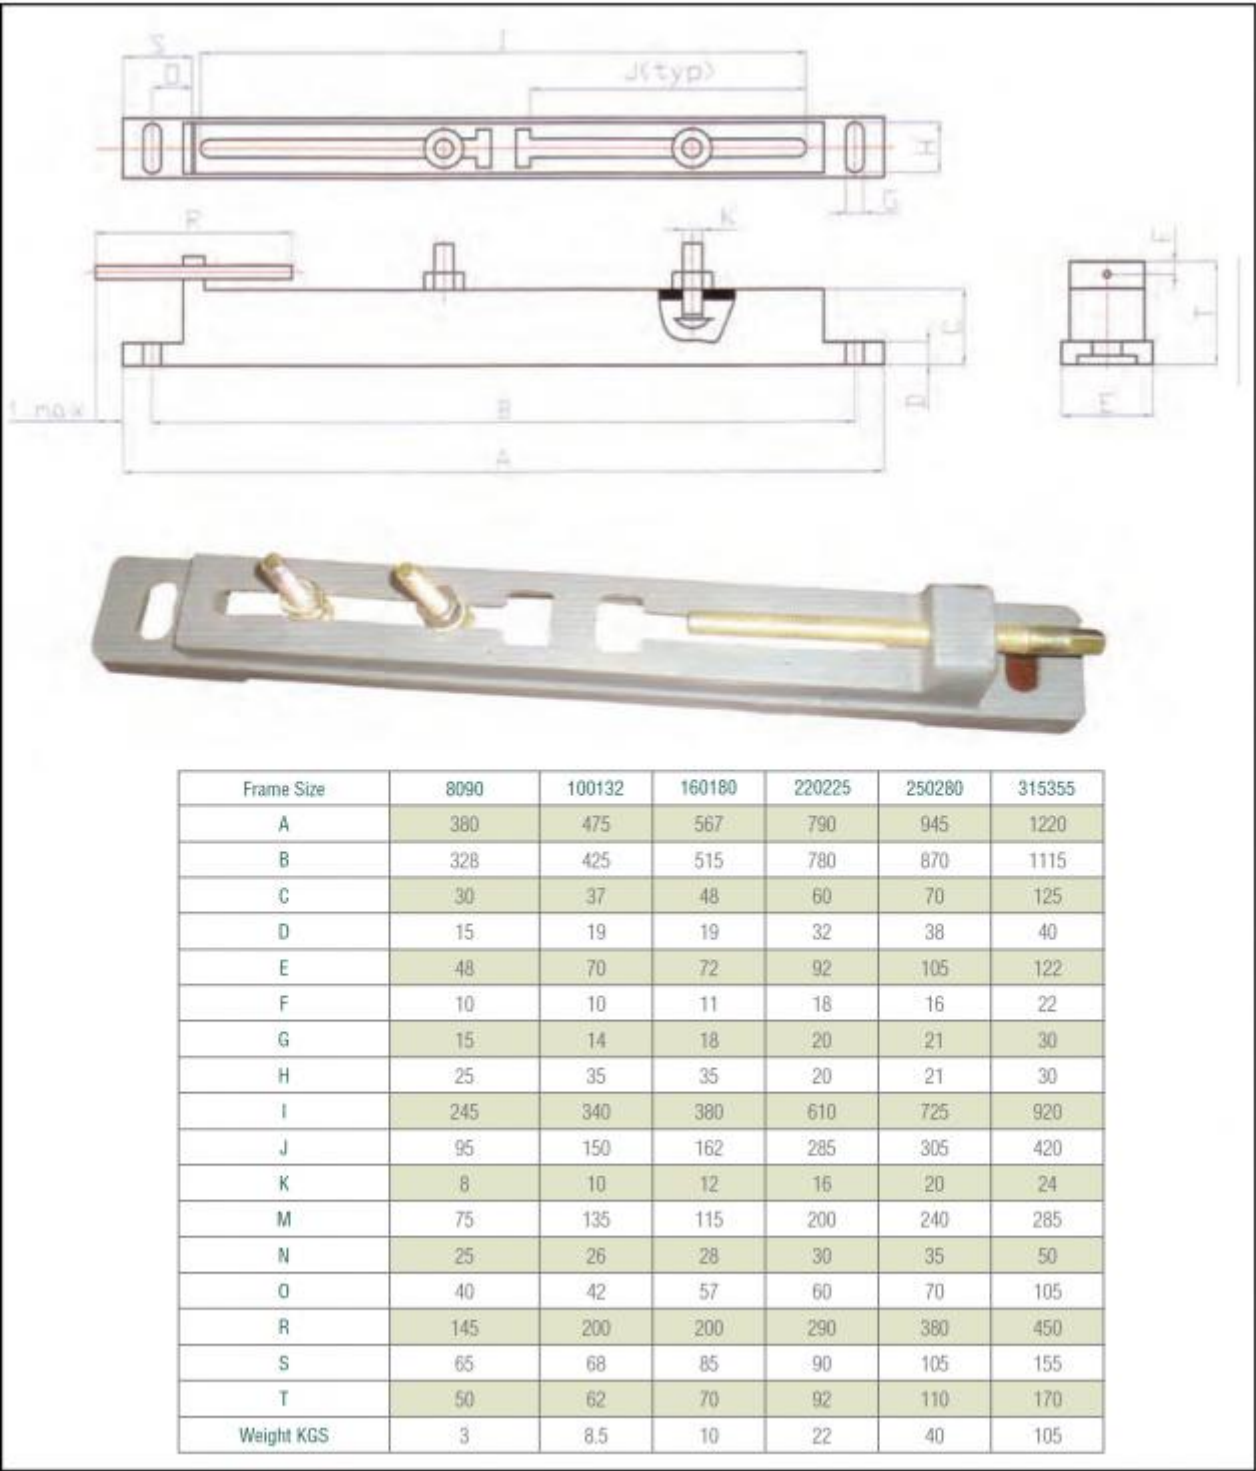 S I
O J(typ)
H
G
R K
F
T
C
D
1 max B E
A
Frame Size 8090 100132 160180 220225 250280 315355
A 380 475 567 790 945 1220
B 328 425 515 780 870 1115
C 30 37 48 60 70 125
D 15 19 19 32 38 40
E 48 70 72 92 105 122
F 10 10 11 18 16 22
G 15 14 18 20 21 30
H 25 35 35 20 21 30
I 245 340 380 610 725 920
J 95 150 162 285 305 420
K 8 10 12 16 20 24
M 75 135 115 200 240 285
N 25 26 28 30 35 50
O 40 42 57 60 70 105
R 145 200 200 290 380 450
S 65 68 85 90 105 155
T 50 62 70 92 110 170
Weight KGS 3 8.5 10 22 40 105